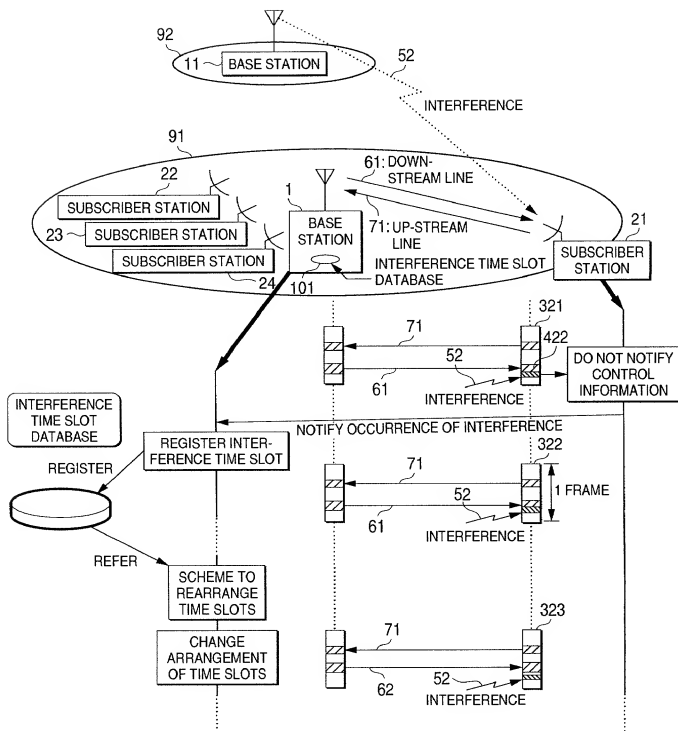 92
11
BASE STATION
52
INTERFERENCE
91
22
SUBSCRIBER STATION
23
SUBSCRIBER STATION
SUBSCRIBER STATION
24
1
BASE
STATION
101
61: DOWN-
STREAM LINE
71: UP-STREAM
LINE
INTERFERENCE TIME SLOT
DATABASE
21
SUBSCRIBER
STATION
321
71
422
61
52
INTERFERENCE
DO NOT NOTIFY
CONTROL
INFORMATION
NOTIFY OCCURRENCE OF INTERFERENCE
INTERFERENCE
TIME SLOT
DATABASE
REGISTER INTER-
FERENCE TIME SLOT
REGISTER
322
71
1 FRAME
61
52
INTERFERENCE
REFER
SCHEME TO
REARRANGE
TIME SLOTS
CHANGE
ARRANGEMENT
OF TIME SLOTS
323
71
62
52
INTERFERENCE